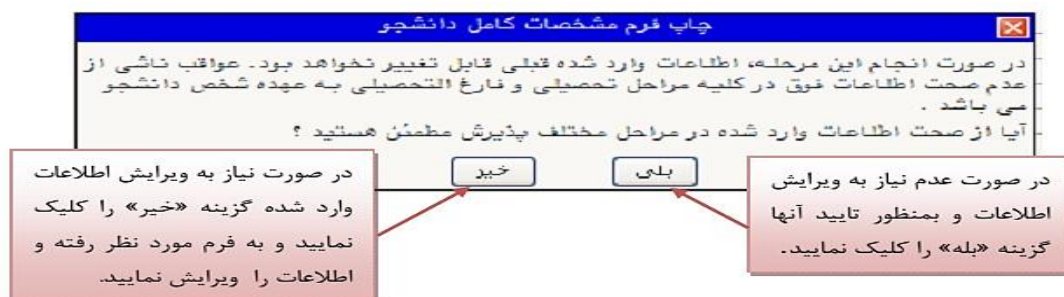 چاپ فرم مشخصات کامل دانشجو
در صورت انجام این مرحله، اطلاعات وارد شده قبلی قابل تغییر نخواهد بود. عواقب ناشی از
عدم صحت اطلاعات فوق در کلیه مراحل تحصیلی و فارغ التحصیلی به عهده شخص دانشجو
می باشد .
آیا از صحت اطلاعات وارد شده در مراحل مختلف پذیرش مطمئن هستید ؟
بلی
خیر
در صورت عدم نیاز به ویرایش
اطلاعات و بمنظور تایید آنها
گزینه «بله» را کلیک نمایید.
در صورت نیاز به ویرایش اطلاعات
وارد شده گزینه «خیر» را کلیک
نمایید و به فرم مورد نظر رفته و
اطلاعات را ویرایش نمایید.